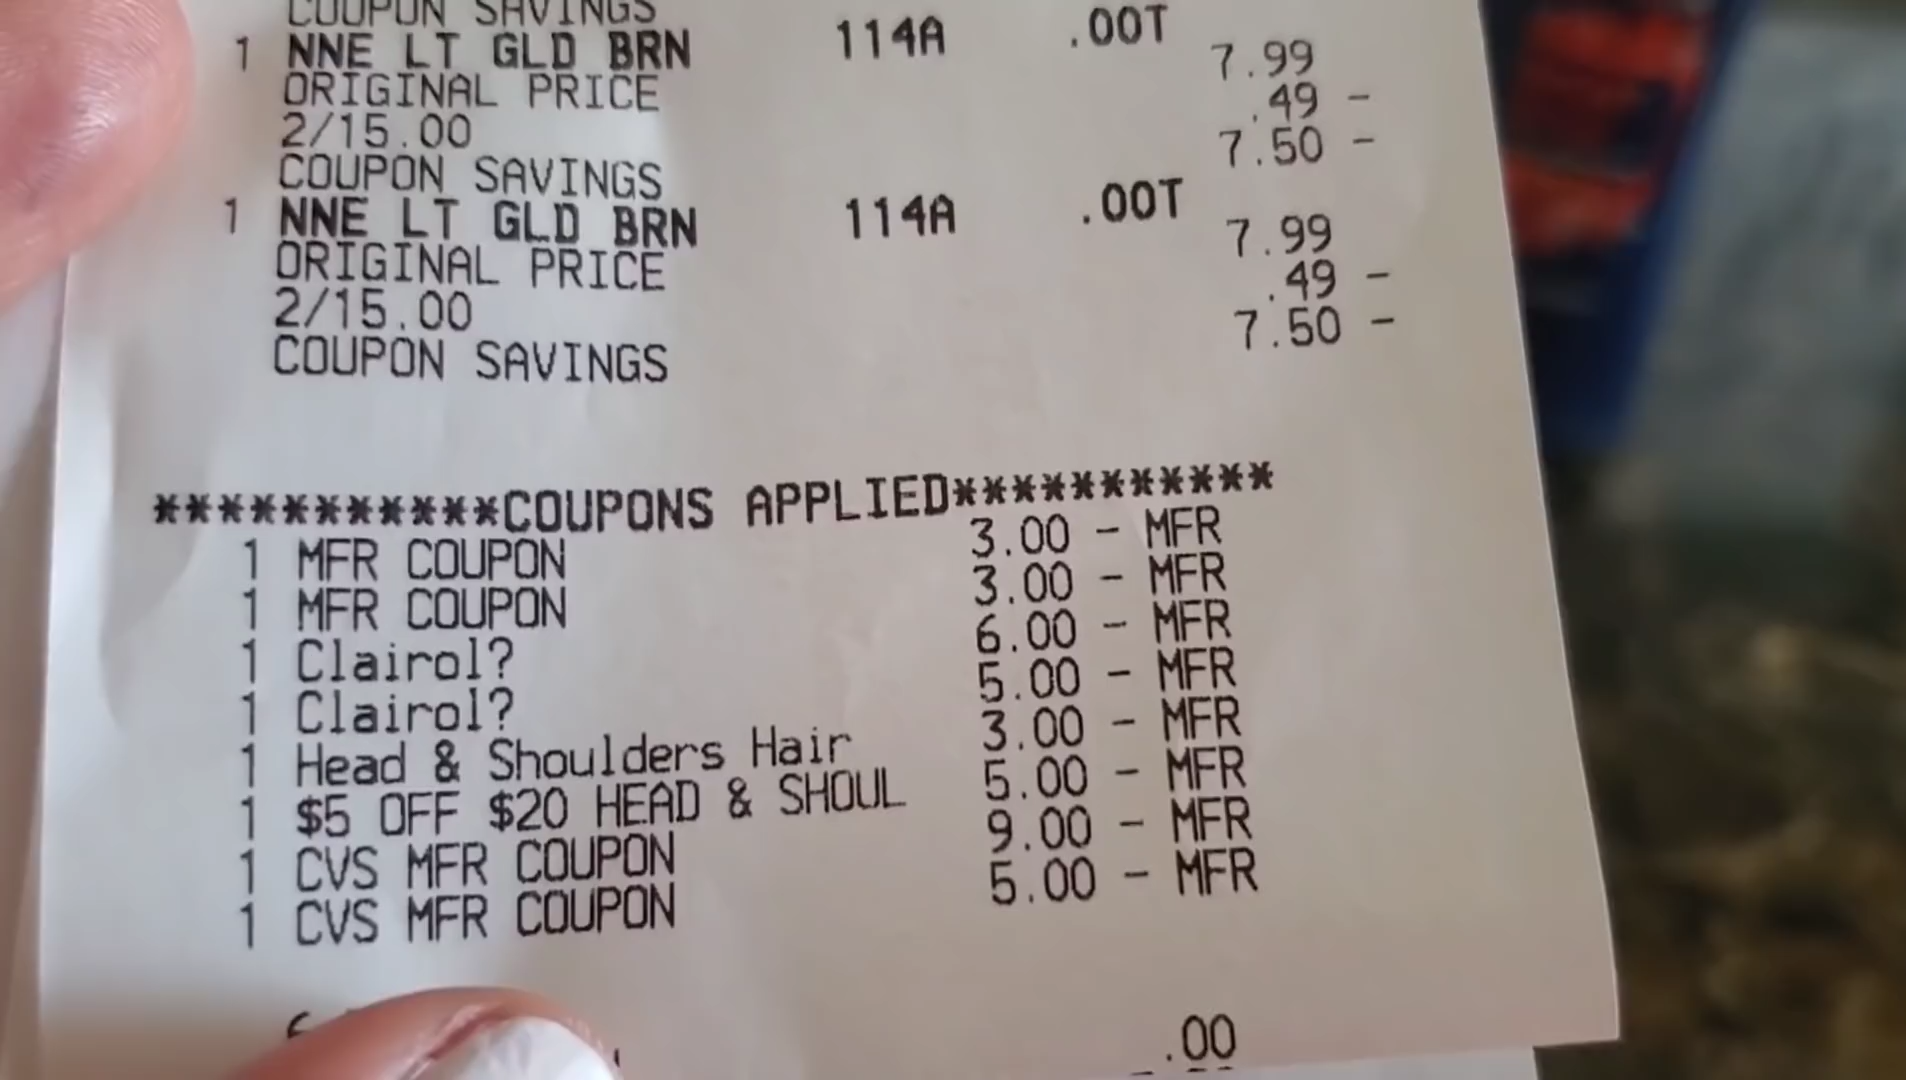 COUPON SAVINGS
1 NNE LT GLD BRN 114A .00T
ORIGINAL PRICE 7.99
2/15.00 .49 -
COUPON SAVINGS 7.50 -
1 NNE LT GLD BRN 114A .00T
ORIGINAL PRICE 7.99
2/15.00 .49 -
COUPON SAVINGS 7.50 -
***********COUPONS APPLIED***********
1 MFR COUPON 3.00 - MFR
1 MFR COUPON 3.00 - MFR
1 Clairol? 6.00 - MFR
1 Clairol? 5.00 - MFR
1 Head & Shoulders Hair 3.00 - MFR
1 $5 OFF $20 HEAD & SHOUL 5.00 - MFR
1 CVS MFR COUPON 9.00 - MFR
1 CVS MFR COUPON 5.00 - MFR
.00